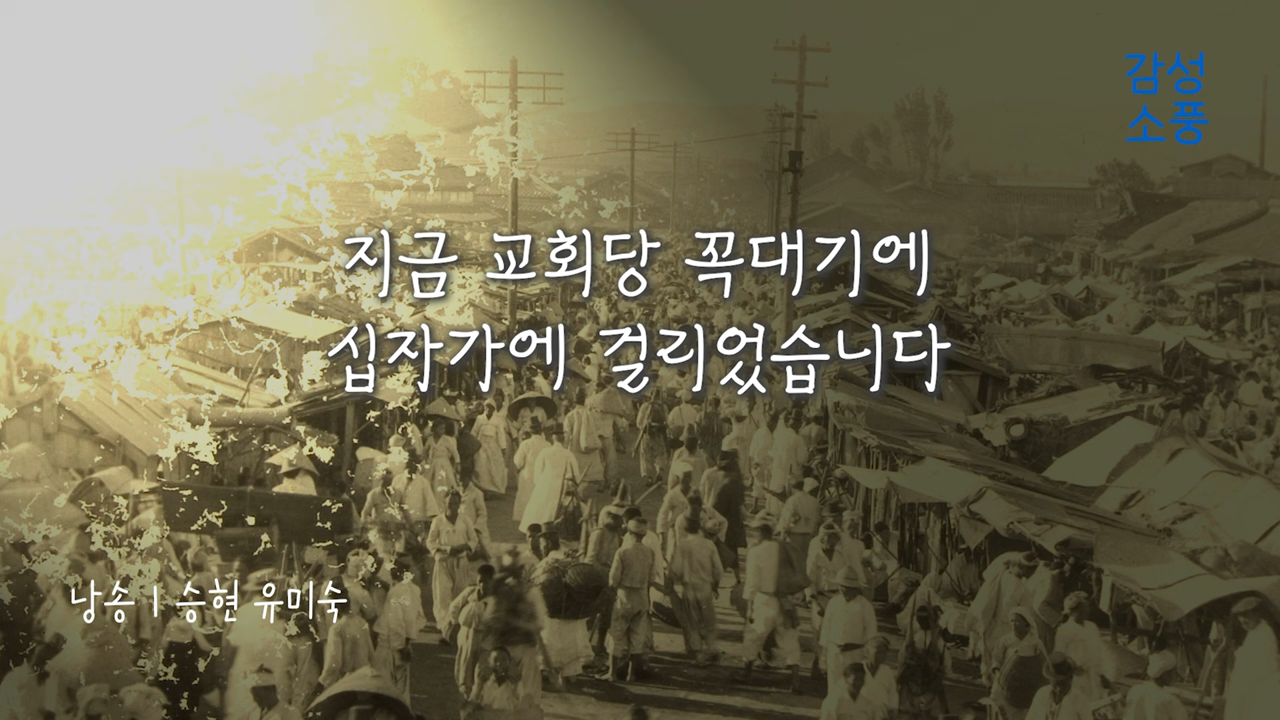 감성
소풍
지금 교회당 꼭대기에
십자가에 걸리었습니다
낭송 | 승현 유미숙